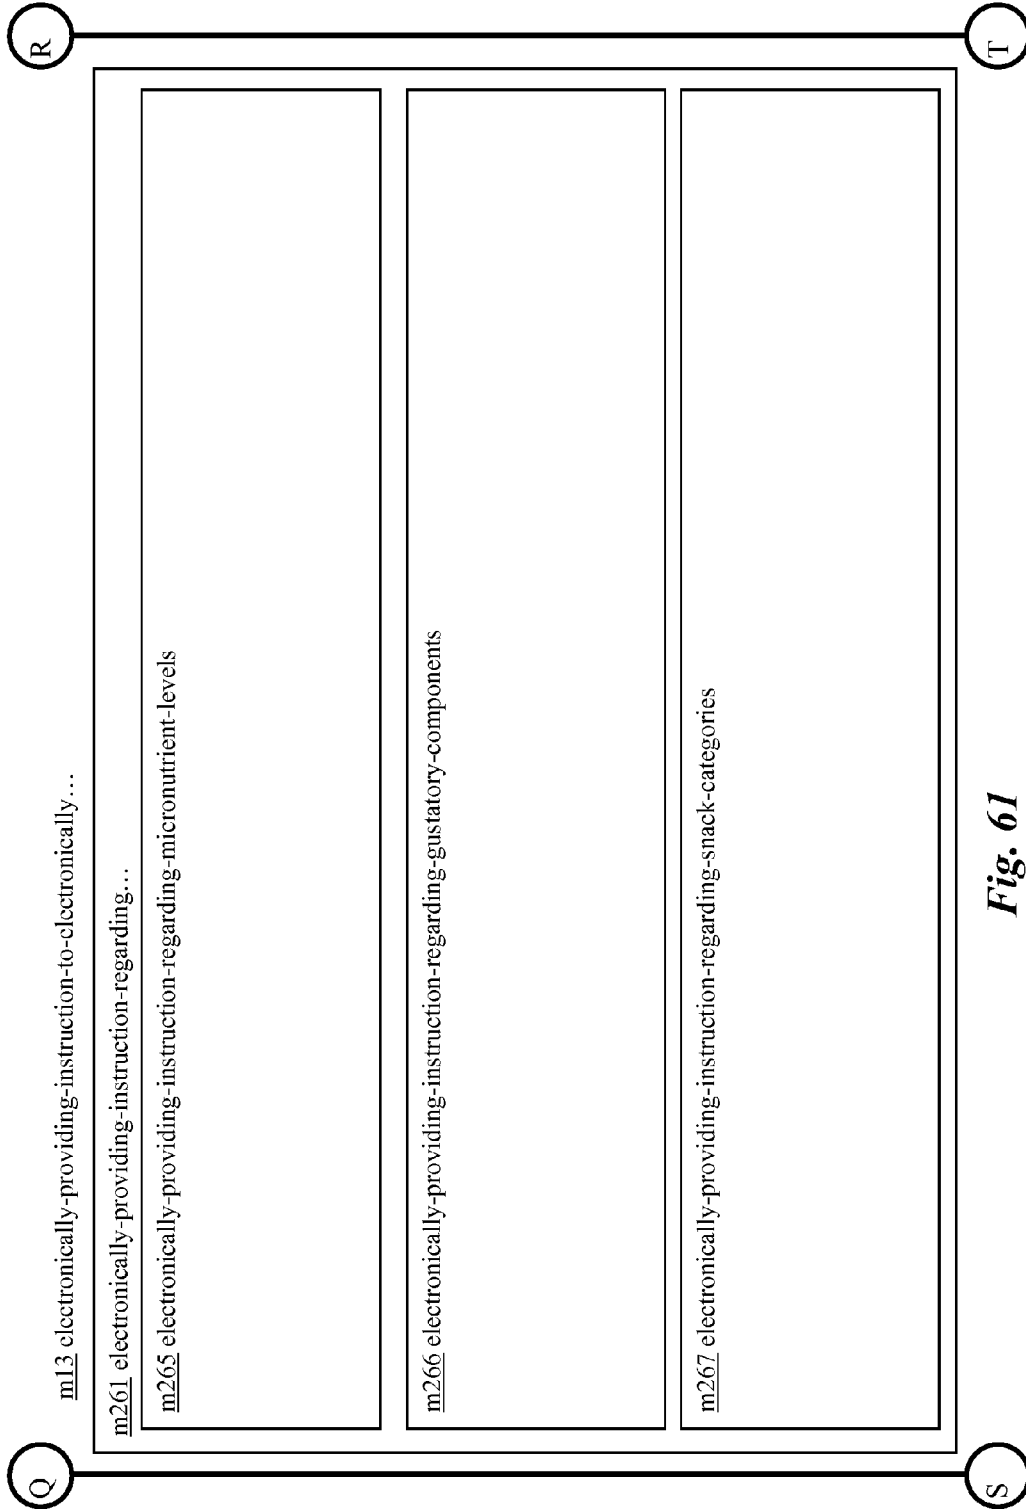 Q
R
m13 electronically-providing-instruction-to-electronically…
m261 electronically-providing-instruction-regarding…
m265 electronically-providing-instruction-regarding-micronutrient-levels
m266 electronically-providing-instruction-regarding-gustatory-components
m267 electronically-providing-instruction-regarding-snack-categories
S
T
Fig. 61